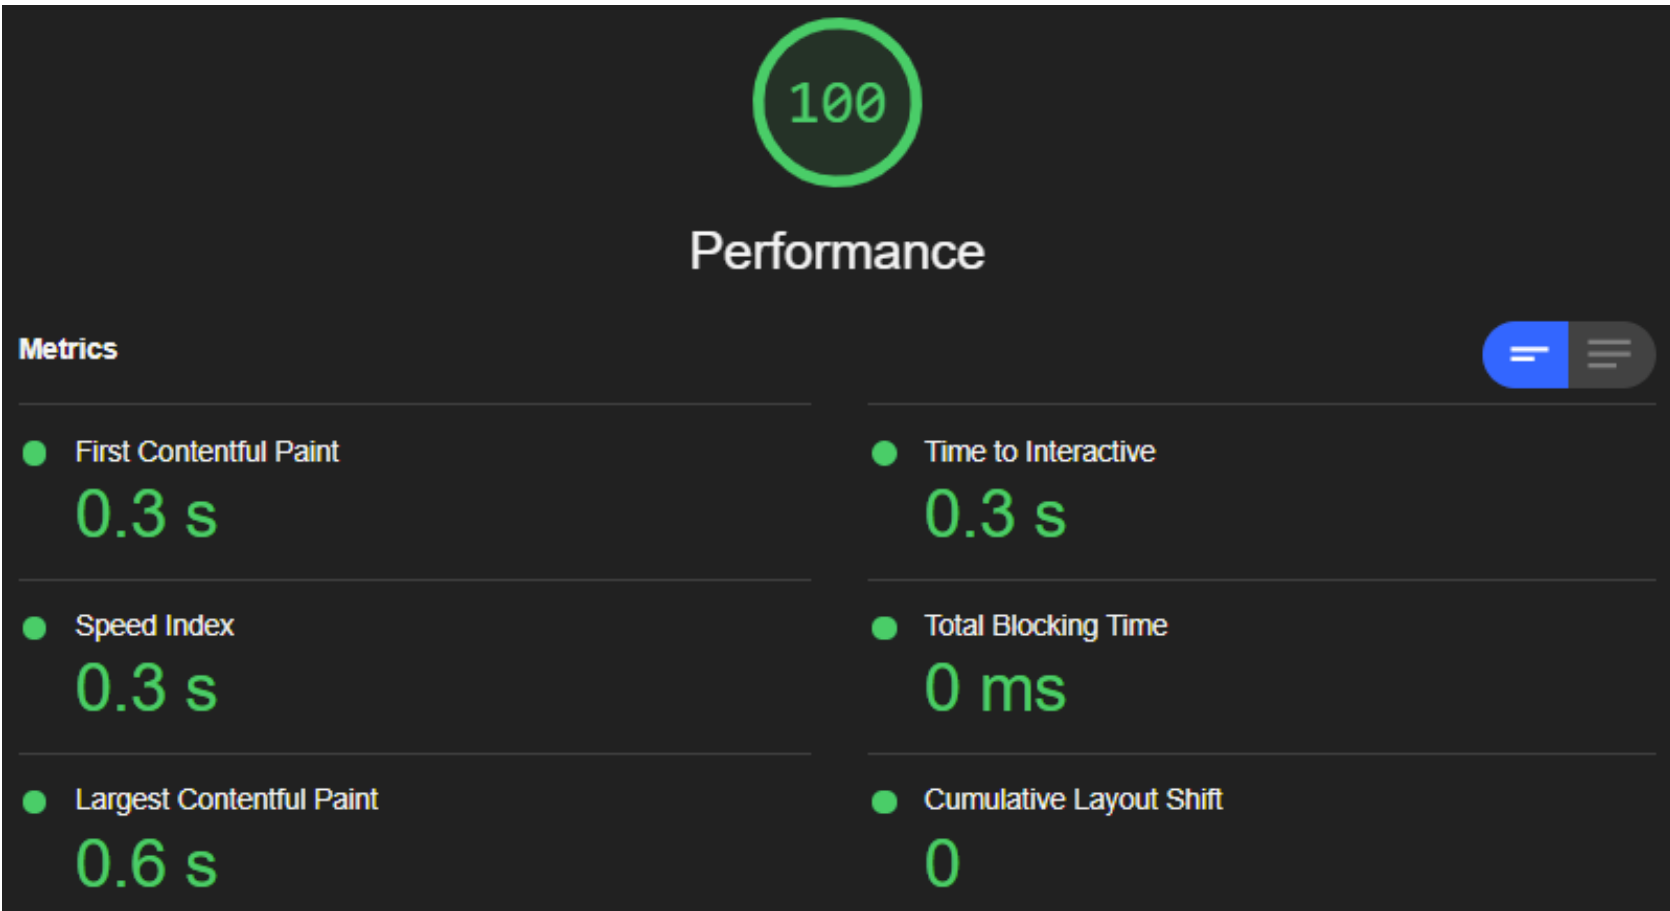 100
Performance
Metrics
First Contentful Paint
0.3 s
Time to Interactive
0.3 s
Speed Index
0.3 s
Total Blocking Time
0 ms
Largest Contentful Paint
0.6 s
Cumulative Layout Shift
0